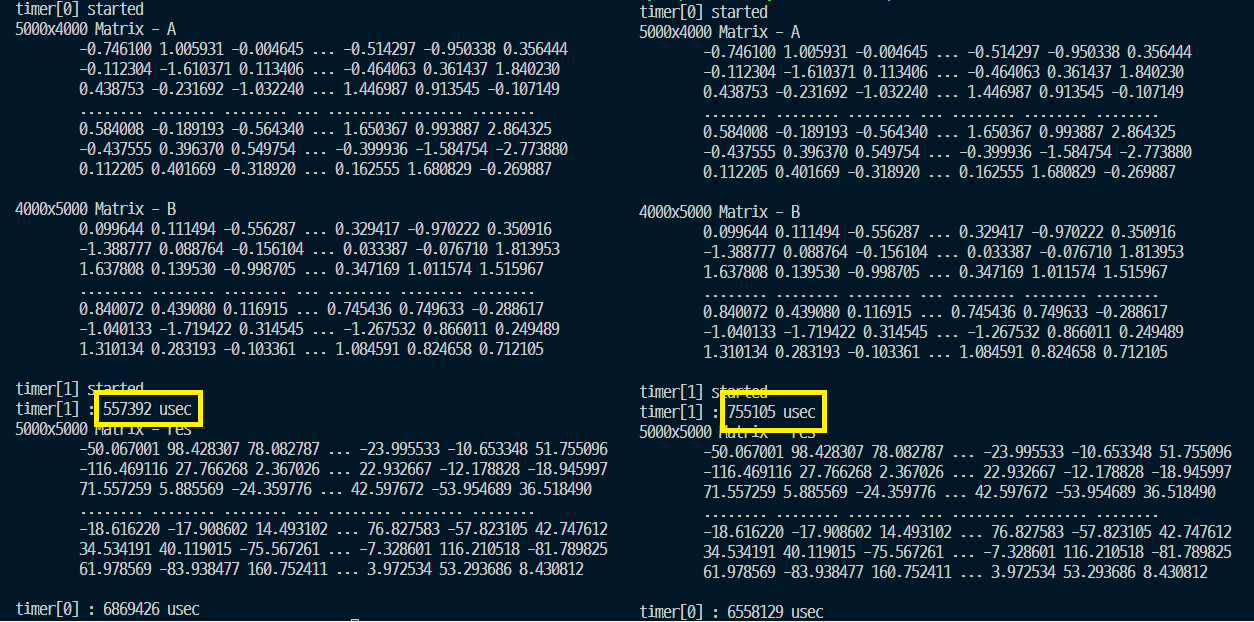 timer[0] started
5000x4000 Matrix - A
-0.746100 1.005931 -0.004645 ... -0.514297 -0.950338 0.356444
-0.112304 -1.610371 0.113406 ... -0.464063 0.361437 1.840230
0.438753 -0.231692 -1.032240 ... 1.446987 0.913545 -0.107149
........ ........ ........ ... ........ ........ ........
0.584008 -0.189193 -0.564340 ... 1.650367 0.993887 2.864325
-0.437555 0.396370 0.549754 ... -0.399936 -1.584754 -2.773880
0.112205 0.401669 -0.318920 ... 0.162555 1.680829 -0.269887
4000x5000 Matrix - B
0.099644 0.111494 -0.556287 ... 0.329417 -0.970222 0.350916
-1.388777 0.088764 -0.156104 ... 0.033387 -0.076710 1.813953
1.637808 0.139530 -0.998705 ... 0.347169 1.011574 1.515967
........ ........ ........ ... ........ ........ ........
0.840072 0.439080 0.116915 ... 0.745436 0.749633 -0.288617
-1.040133 -1.719422 0.314545 ... -1.267532 0.866011 0.249489
1.310134 0.283193 -0.103361 ... 1.084591 0.824658 0.712105
timer[1] started
timer[1] : 557392 usec
5000x5000 Matrix - res
-50.067001 98.428307 78.082787 ... -23.995533 -10.653348 51.755096
-116.469116 27.766268 2.367026 ... 22.932667 -12.178828 -18.945997
71.557259 5.885569 -24.359776 ... 42.597672 -53.954689 36.518490
........ ........ ........ ... ........ ........ ........
-18.616220 -17.908602 14.493102 ... 76.827583 -57.823105 42.747612
34.534191 40.119015 -75.567261 ... -7.328601 116.210518 -81.789825
61.978569 -83.938477 160.752411 ... 3.972534 53.293686 8.430812
timer[0] : 6869426 usec
timer[0] started
5000x4000 Matrix - A
-0.746100 1.005931 -0.004645 ... -0.514297 -0.950338 0.356444
-0.112304 -1.610371 0.113406 ... -0.464063 0.361437 1.840230
0.438753 -0.231692 -1.032240 ... 1.446987 0.913545 -0.107149
........ ........ ........ ... ........ ........ ........
0.584008 -0.189193 -0.564340 ... 1.650367 0.993887 2.864325
-0.437555 0.396370 0.549754 ... -0.399936 -1.584754 -2.773880
0.112205 0.401669 -0.318920 ... 0.162555 1.680829 -0.269887
4000x5000 Matrix - B
0.099644 0.111494 -0.556287 ... 0.329417 -0.970222 0.350916
-1.388777 0.088764 -0.156104 ... 0.033387 -0.076710 1.813953
1.637808 0.139530 -0.998705 ... 0.347169 1.011574 1.515967
........ ........ ........ ... ........ ........ ........
0.840072 0.439080 0.116915 ... 0.745436 0.749633 -0.288617
-1.040133 -1.719422 0.314545 ... -1.267532 0.866011 0.249489
1.310134 0.283193 -0.103361 ... 1.084591 0.824658 0.712105
timer[1] started
timer[1] : 755105 usec
5000x5000 Matrix - res
-50.067001 98.428307 78.082787 ... -23.995533 -10.653348 51.755096
-116.469116 27.766268 2.367026 ... 22.932667 -12.178828 -18.945997
71.557259 5.885569 -24.359776 ... 42.597672 -53.954689 36.518490
........ ........ ........ ... ........ ........ ........
-18.616220 -17.908602 14.493102 ... 76.827583 -57.823105 42.747612
34.534191 40.119015 -75.567261 ... -7.328601 116.210518 -81.789825
61.978569 -83.938477 160.752411 ... 3.972534 53.293686 8.430812
timer[0] : 6558129 usec